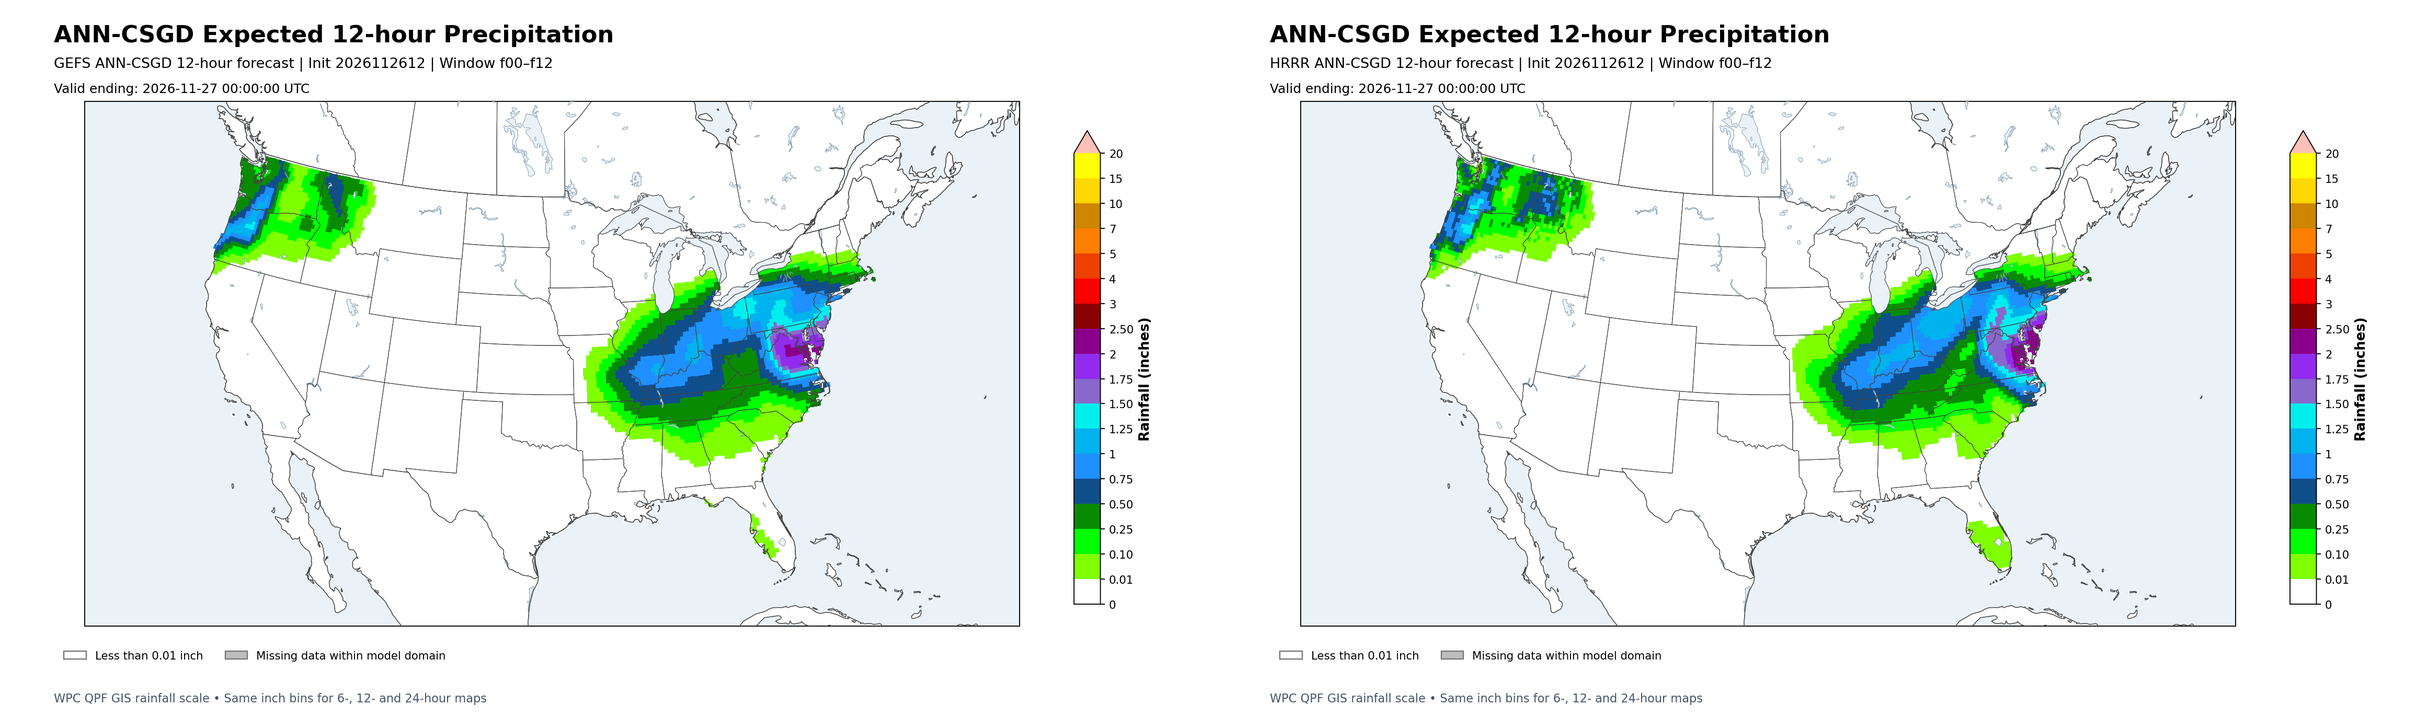 ANN-CSGD Expected 12-hour Precipitation
GEFS ANN-CSGD 12-hour forecast | Init 2026112612 | Window f00–f12
Valid ending: 2026-11-27 00:00:00 UTC
20
15
10
7
5
4
3
2.50
2
1.75
1.50
1.25
1
0.75
0.50
0.25
0.10
0.01
0
Rainfall (inches)
Less than 0.01 inch
Missing data within model domain
WPC QPF GIS rainfall scale • Same inch bins for 6-, 12- and 24-hour maps
ANN-CSGD Expected 12-hour Precipitation
HRRR ANN-CSGD 12-hour forecast | Init 2026112612 | Window f00–f12
Valid ending: 2026-11-27 00:00:00 UTC
20
15
10
7
5
4
3
2.50
2
1.75
1.50
1.25
1
0.75
0.50
0.25
0.10
0.01
0
Rainfall (inches)
Less than 0.01 inch
Missing data within model domain
WPC QPF GIS rainfall scale • Same inch bins for 6-, 12- and 24-hour maps